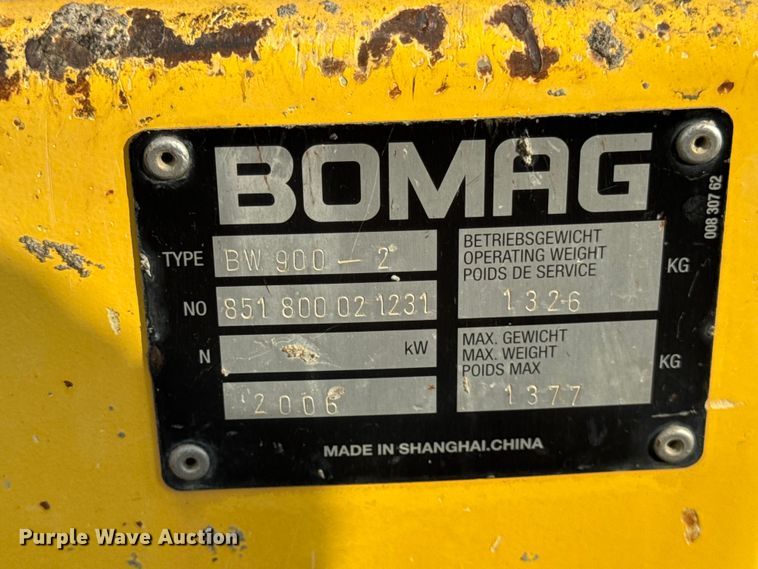 BOMAG
TYPE BW 900 - 2
NO 851 800 02 1231
N kW
2006
BETRIEBSGEWICHT
OPERATING WEIGHT
POIDS DE SERVICE
1326 KG
MAX. GEWICHT
MAX. WEIGHT
POIDS MAX
1377 KG
MADE IN SHANGHAI.CHINA
008 307 62
Purple Wave Auction®